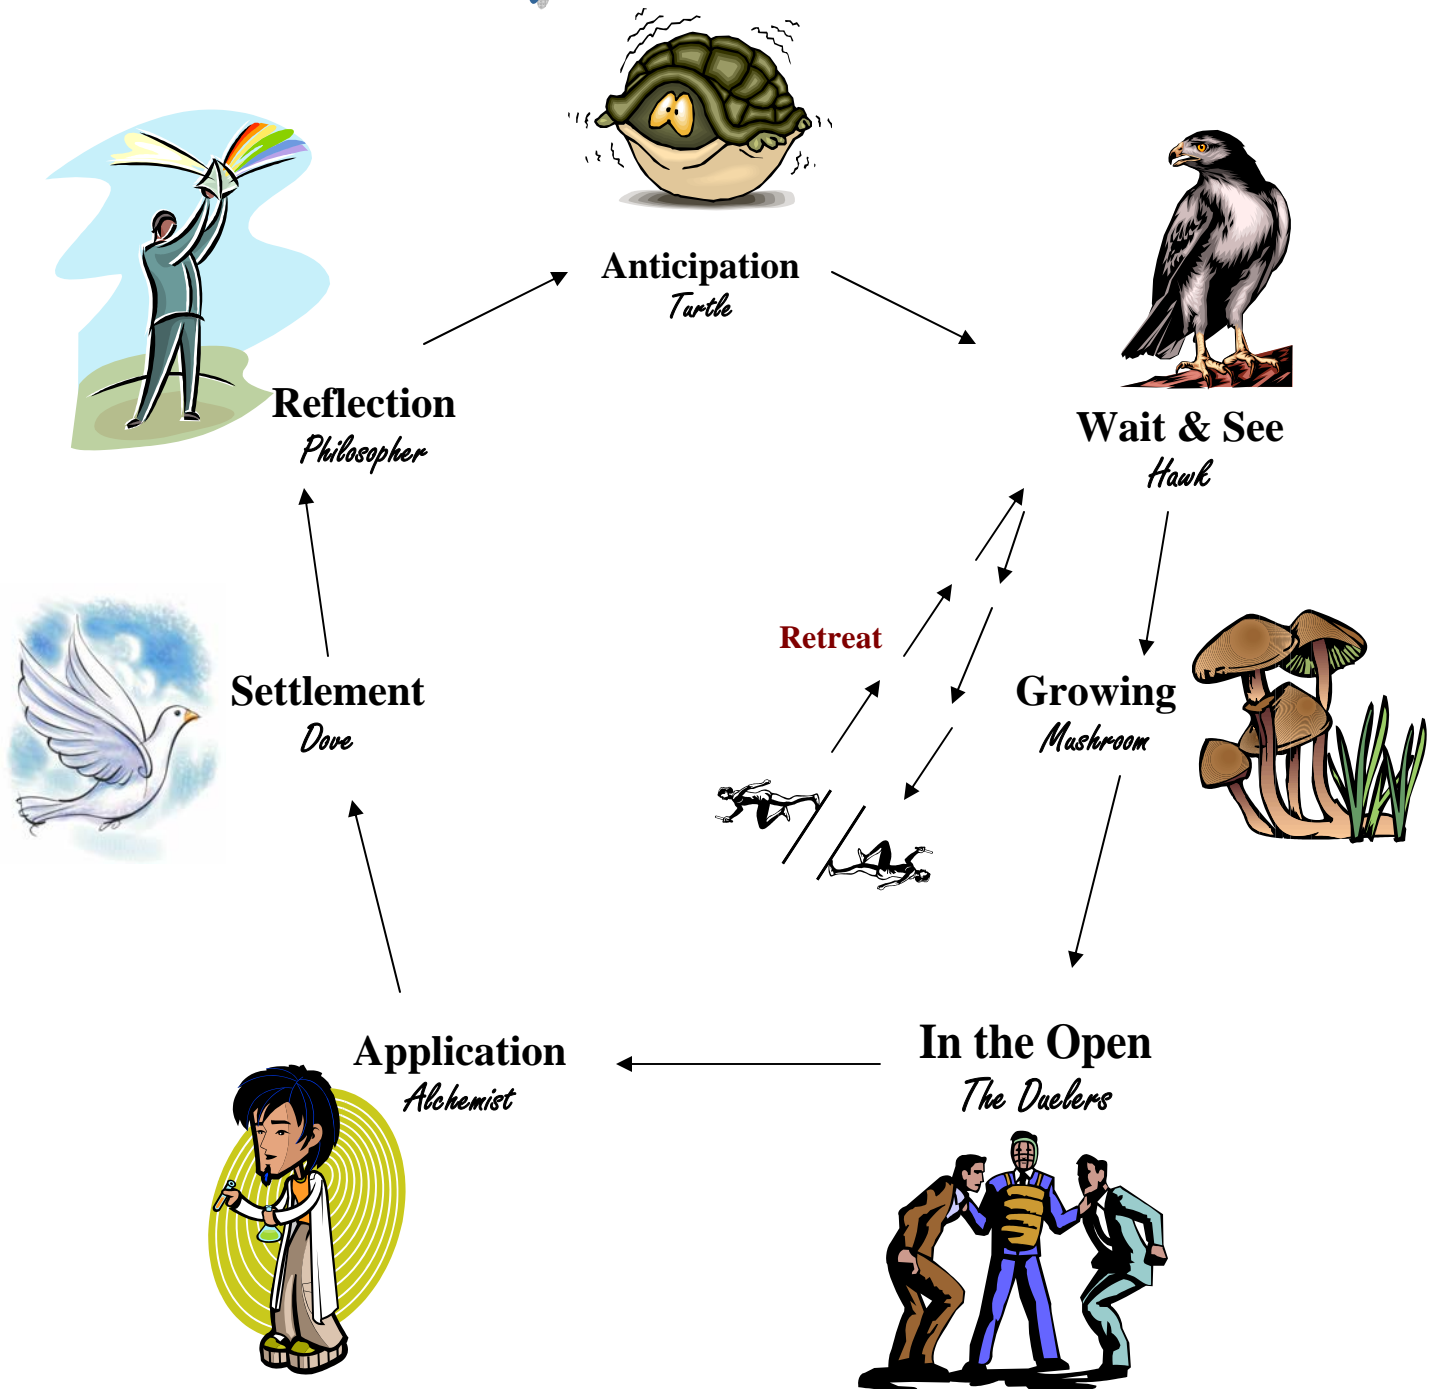 Anticipation
Turtle
Wait & See
Hawk
Reflection
Philosopher
Retreat
Growing
Mushroom
Settlement
Dove
In the Open
The Duelers
Application
Alchemist